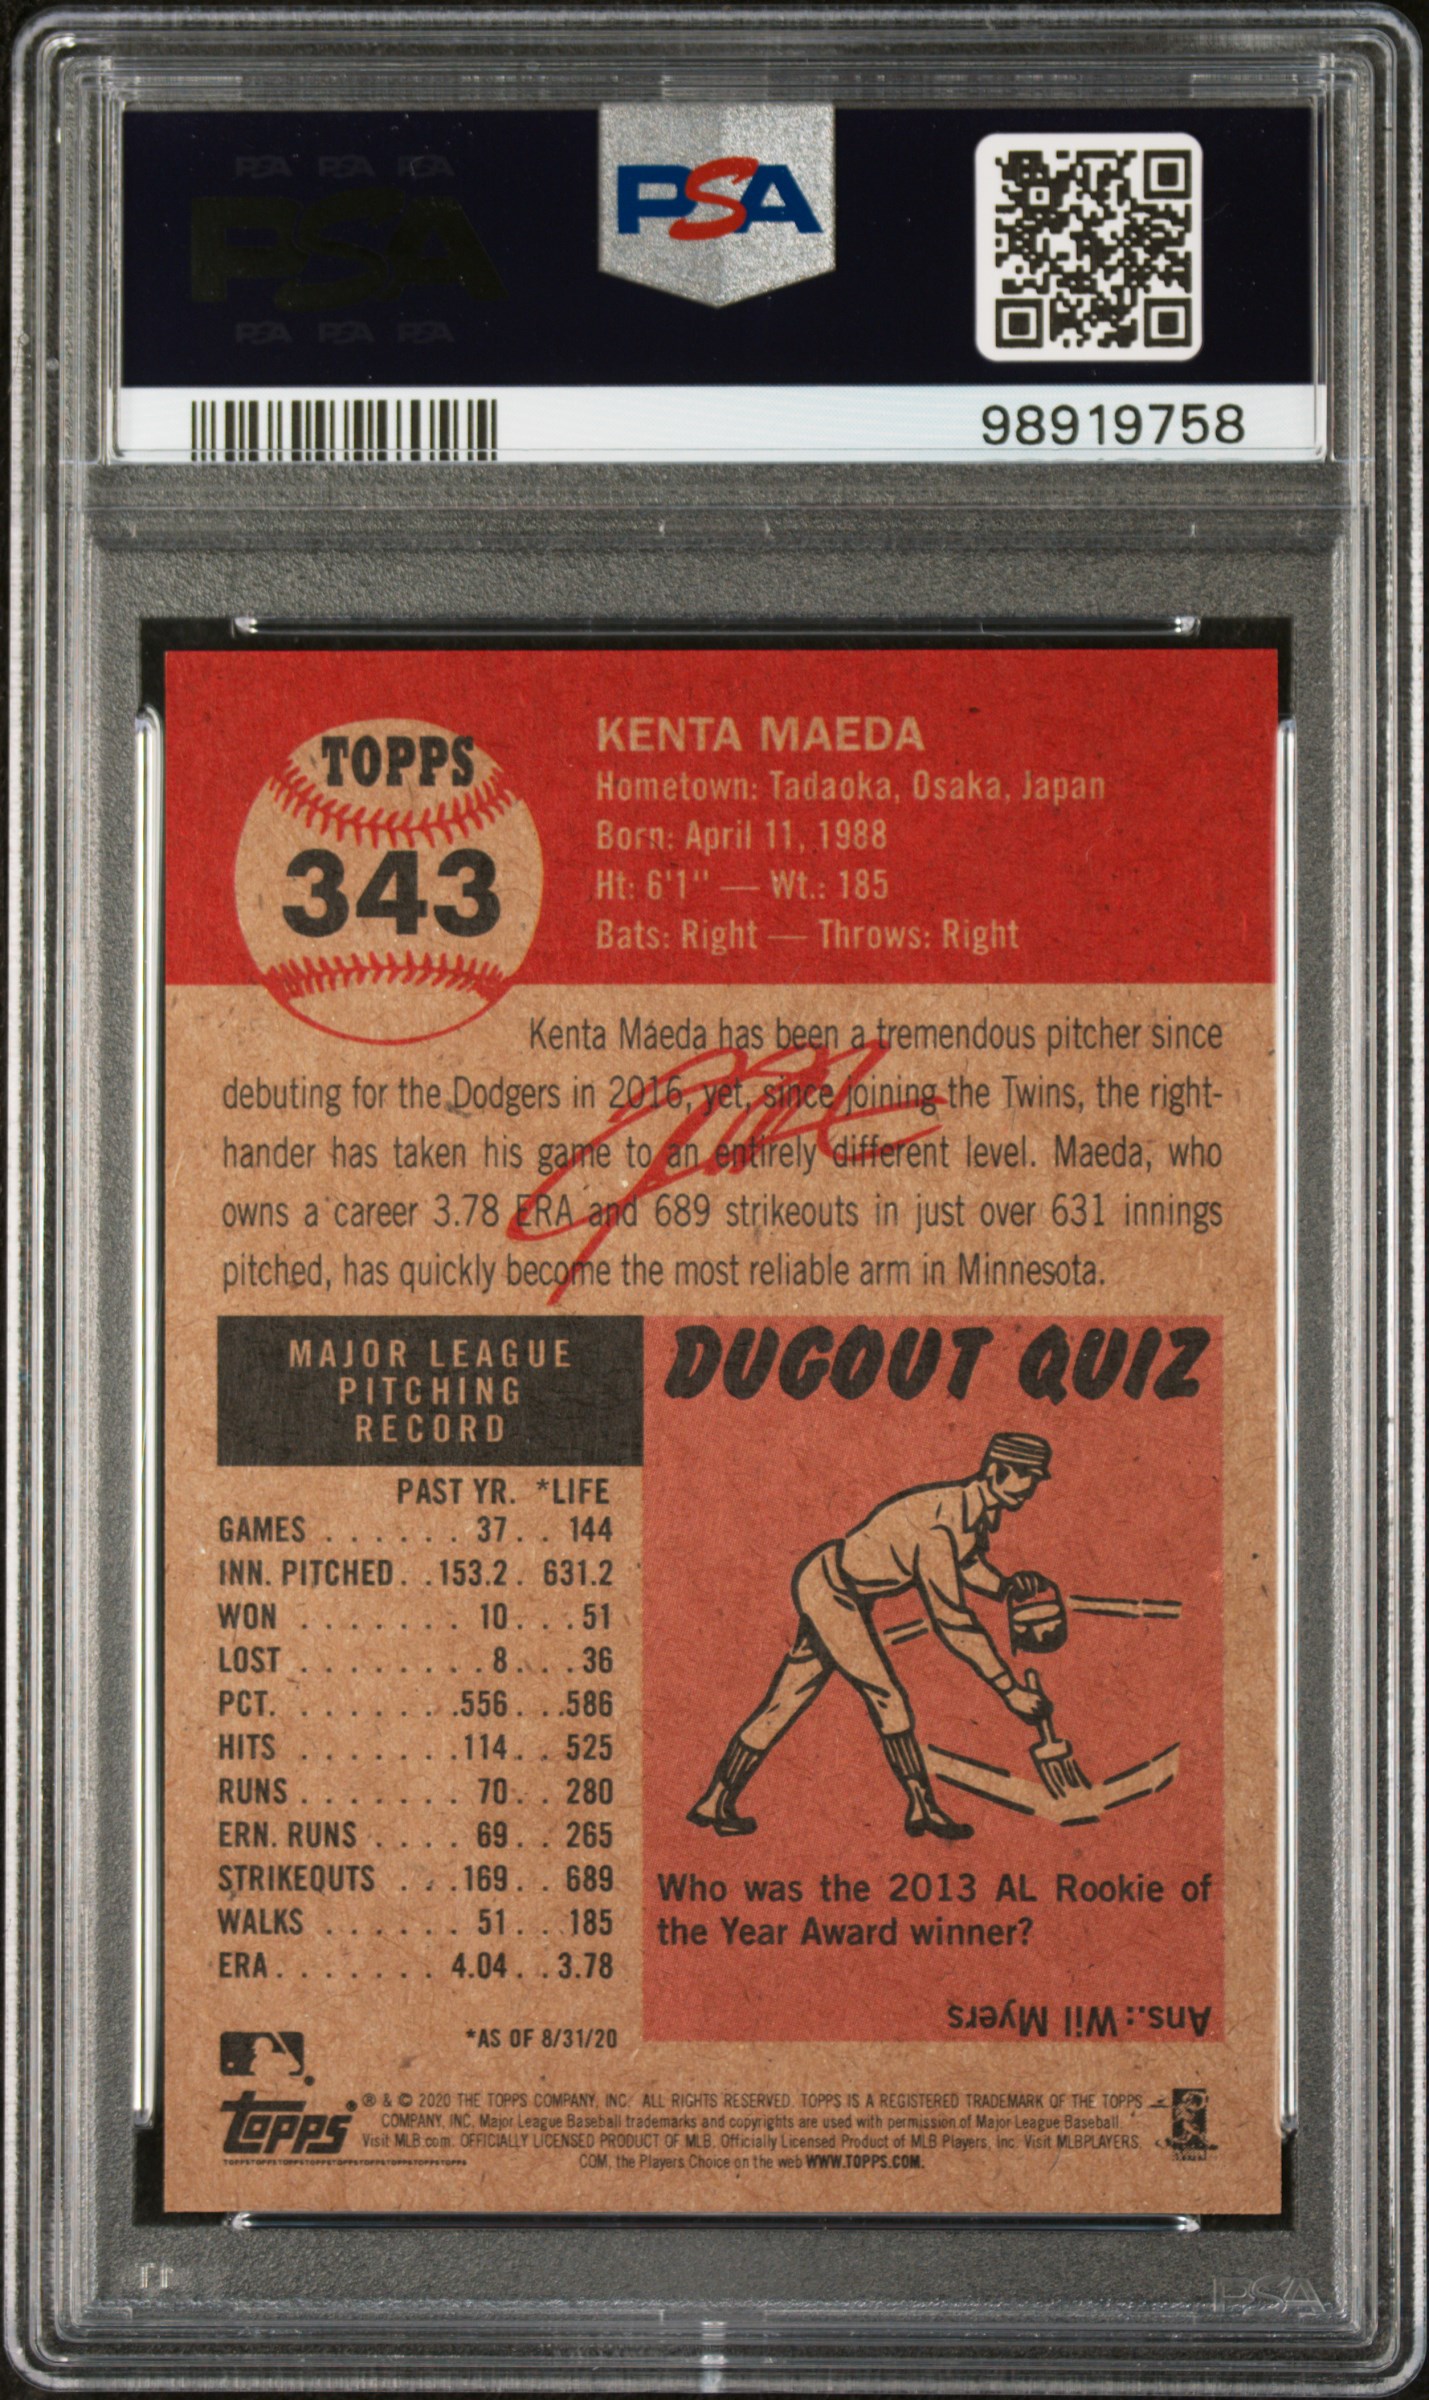 PSA PSA PSA
PSA
PSA PSA PSA
PSA
98919758
TOPPS
343
KENTA MAEDA
Hometown: Tadaoka, Osaka, Japan
Born: April 11, 1988
Ht: 6'1" — Wt.: 185
Bats: Right — Throws: Right
Kenta Maeda has been a tremendous pitcher since
debuting for the Dodgers in 2016, yet, since joining the Twins, the right-
hander has taken his game to an entirely different level. Maeda, who
owns a career 3.78 ERA and 689 strikeouts in just over 631 innings
pitched, has quickly become the most reliable arm in Minnesota.
MAJOR LEAGUE
PITCHING
RECORD
PAST YR. *LIFE
GAMES . . . . . . 37 . . 144
INN. PITCHED. . .153.2 . 631.2
WON . . . . . . . 10. . . .51
LOST . . . . . . . . 8. . . .36
PCT. . . . . . . . .556. . .586
HITS . . . . . . .114. . . 525
RUNS . . . . . . . 70. . . 280
ERN. RUNS . . . . 69. . . 265
STRIKEOUTS . . .169. . . 689
WALKS . . . . . . 51. . . 185
ERA. . . . . . . 4.04. . .3.78
*AS OF 8/31/20
DUGOUT QUIZ
Who was the 2013 AL Rookie of
the Year Award winner?
Ans.: Wil Myers
topps®
® & © 2020 THE TOPPS COMPANY, INC. ALL RIGHTS RESERVED. TOPPS IS A REGISTERED TRADEMARK OF THE TOPPS
COMPANY, INC. Major League Baseball trademarks and copyrights are used with permission of Major League Baseball.
Visit MLB.com. OFFICIALLY LICENSED PRODUCT OF MLB. Officially Licensed Product of MLB Players, Inc. Visit MLBPLAYERS.
COM, the Players Choice on the web WWW.TOPPS.COM.
PSA